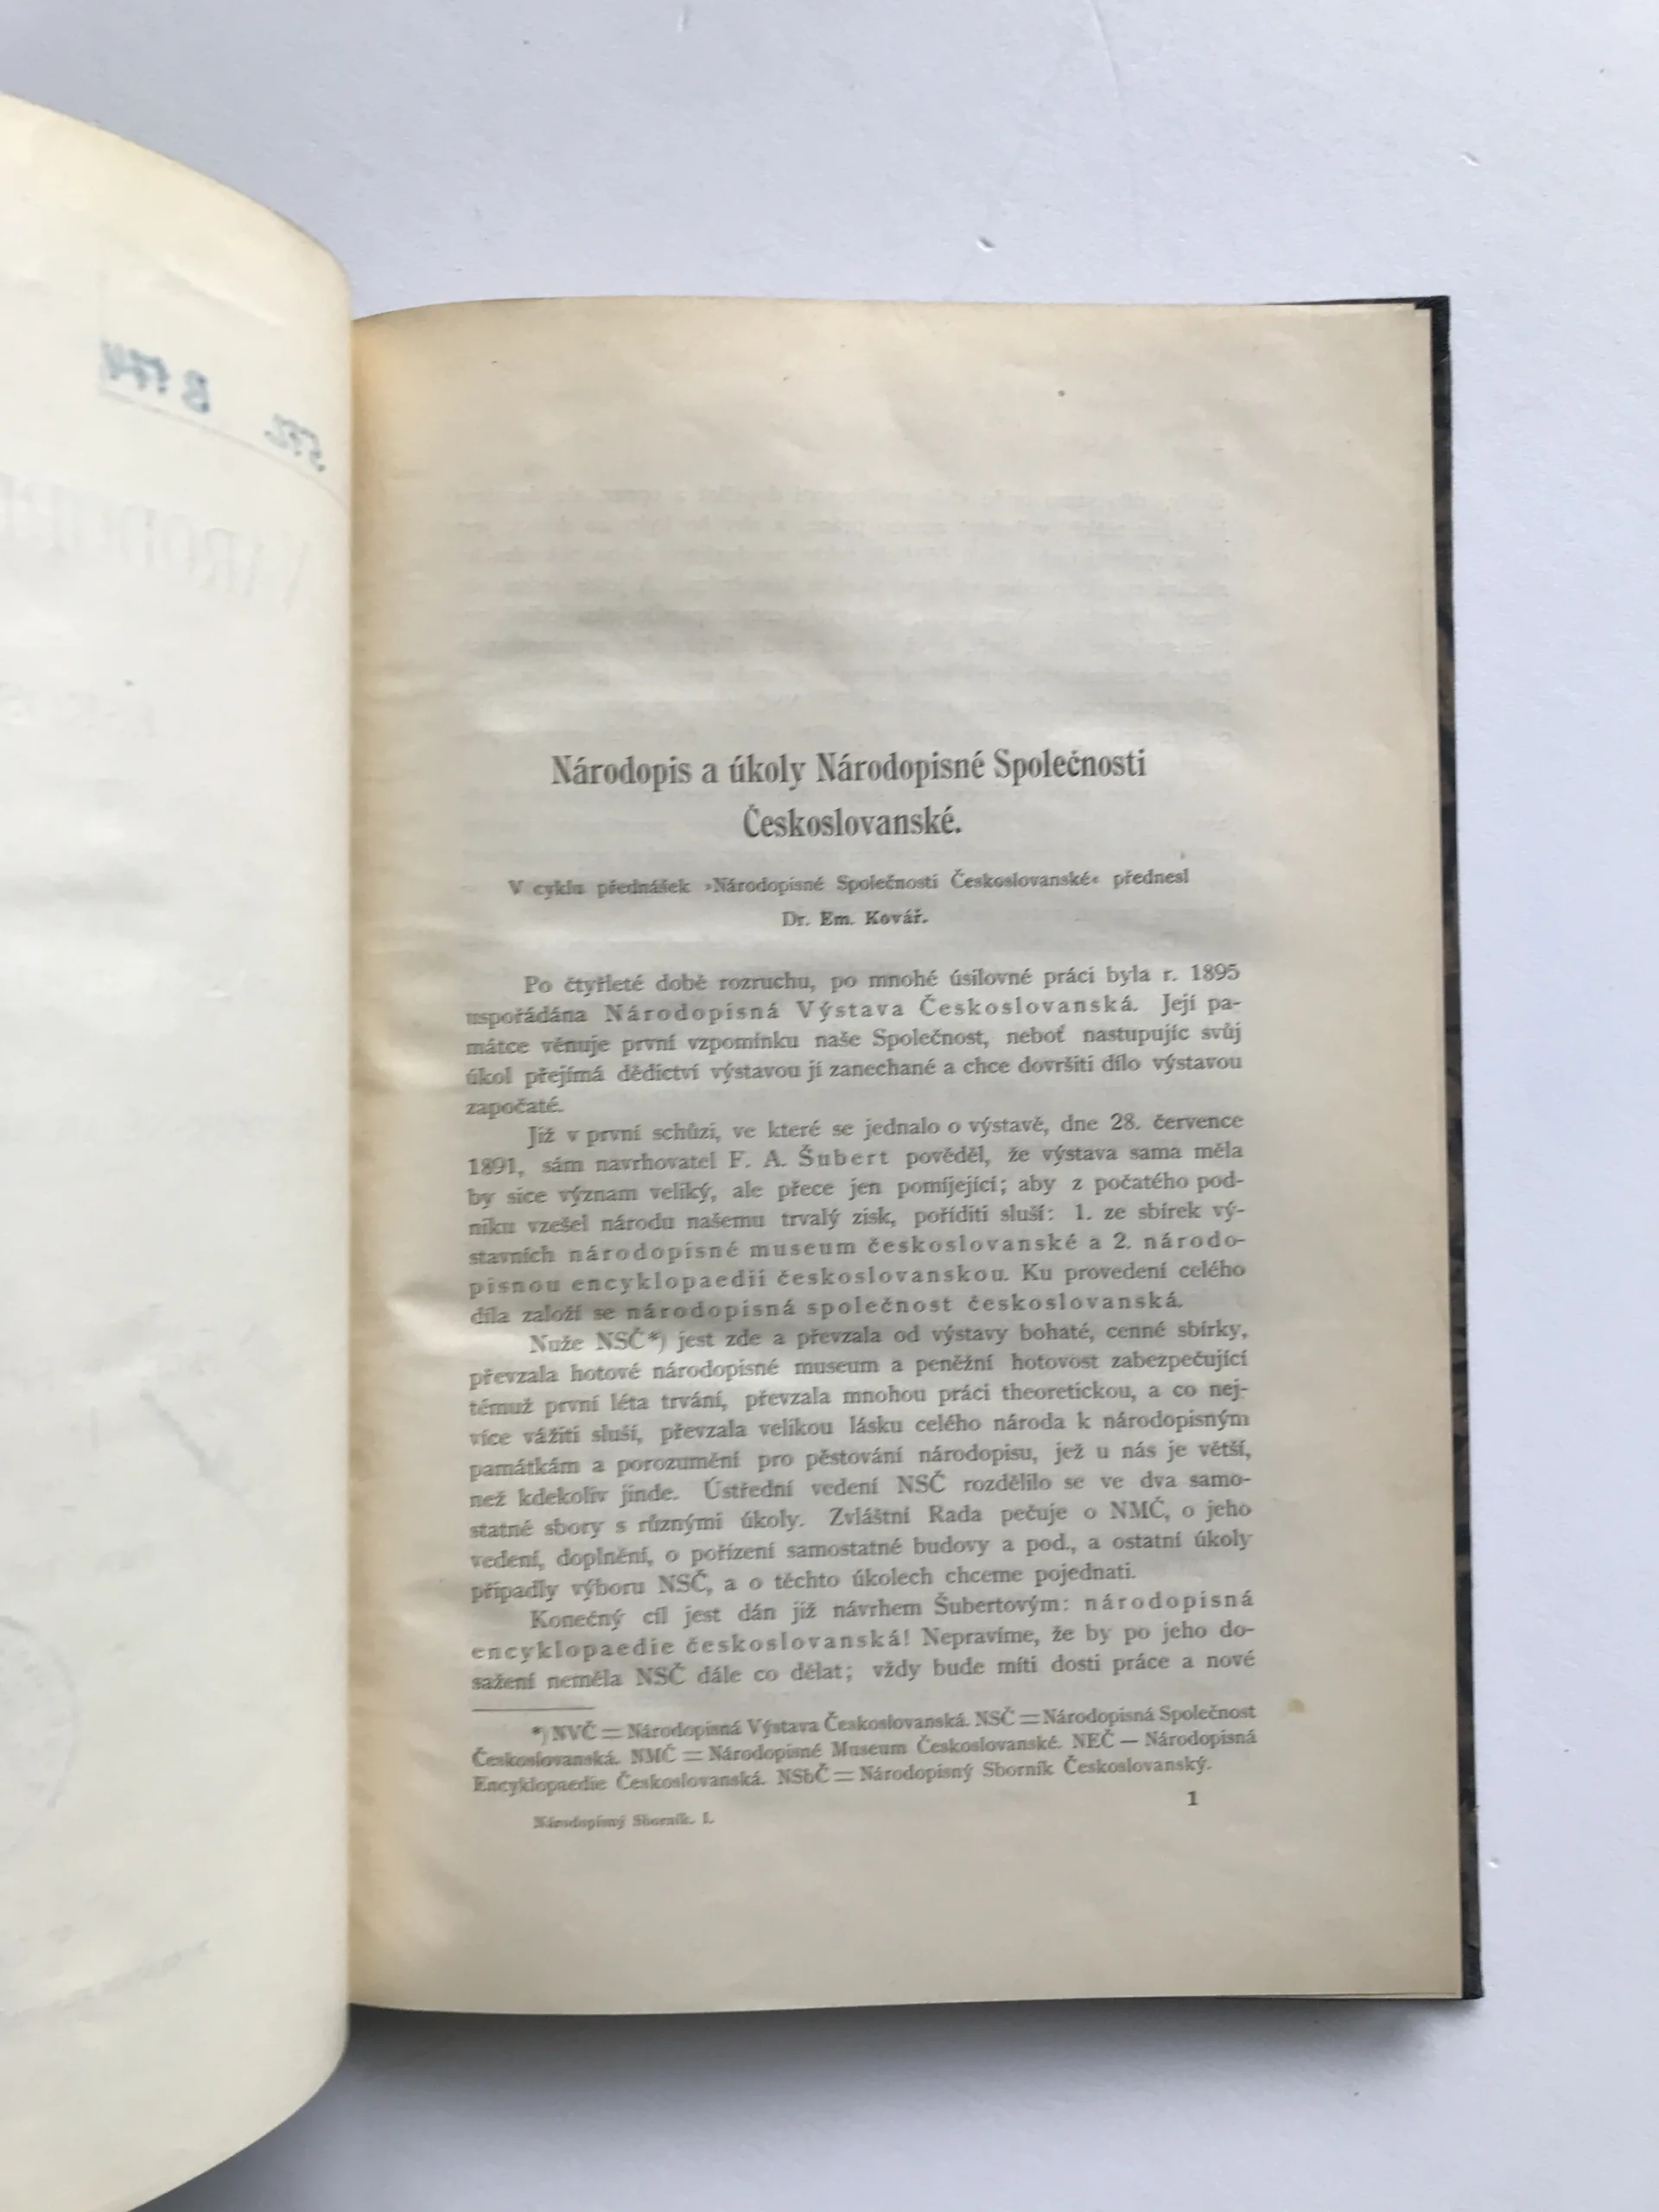 Národopis a úkoly Národopisné Společnosti
Českoslovanské.
V cyklu přednášek »Národopisné Společnosti Českoslovanské« přednesl
Dr. Em. Kovář.
Po čtyřleté době rozruchu, po mnohé úsilovné práci byla r. 1895
uspořádána Národopisná Výstava Českoslovanská. Její pa-
mátce věnuje první vzpomínku naše Společnost, neboť nastupujíc svůj
úkol přejímá dědictví výstavou jí zanechané a chce dovršiti dílo výstavou
započaté.
Již v první schůzi, ve které se jednalo o výstavě, dne 28. července
1891, sám navrhovatel F. A. Šubert pověděl, že výstava sama měla
by sice význam veliký, ale přece jen pomíjející; aby z počatého pod-
niku vzešel národu našemu trvalý zisk, poříditi sluší: 1. ze sbírek vý-
stavních národopisné museum českoslovanské a 2. národo-
pisnou encyklopaedii českoslovanskou. Ku provedení celého
díla založí se národopisná společnost českoslovanská.
Nuže NSČ*) jest zde a převzala od výstavy bohaté, cenné sbírky,
převzala hotové národopisné museum a peněžní hotovost zabezpečující
témuž první léta trvání, převzala mnohou práci theoretickou, a co nej-
více vážiti sluší, převzala velikou lásku celého národa k národopisným
památkám a porozumění pro pěstování národopisu, jež u nás je větší,
než kdekoliv jinde. Ústřední vedení NSČ rozdělilo se ve dva samo-
statné sbory s různými úkoly. Zvláštní Rada pečuje o NMČ, o jeho
vedení, doplnění, o pořízení samostatné budovy a pod., a ostatní úkoly
připadly výboru NSČ, a o těchto úkolech chceme pojednati.
Konečný cíl jest dán již návrhem Šubertovým: národopisná
encyklopaedie českoslovanská! Nepravíme, že by po jeho do-
sažení neměla NSČ dále co dělat; vždy bude míti dosti práce a nové
*) NVČ = Národopisná Výstava Českoslovanská. NSČ = Národopisná Společnost
Českoslovanská. NMČ = Národopisné Museum Českoslovanské. NEČ — Národopisná
Encyklopaedie Českoslovanská. NSbČ = Národopisný Sborník Českoslovanský.
Národopisný Sborník. I.
1